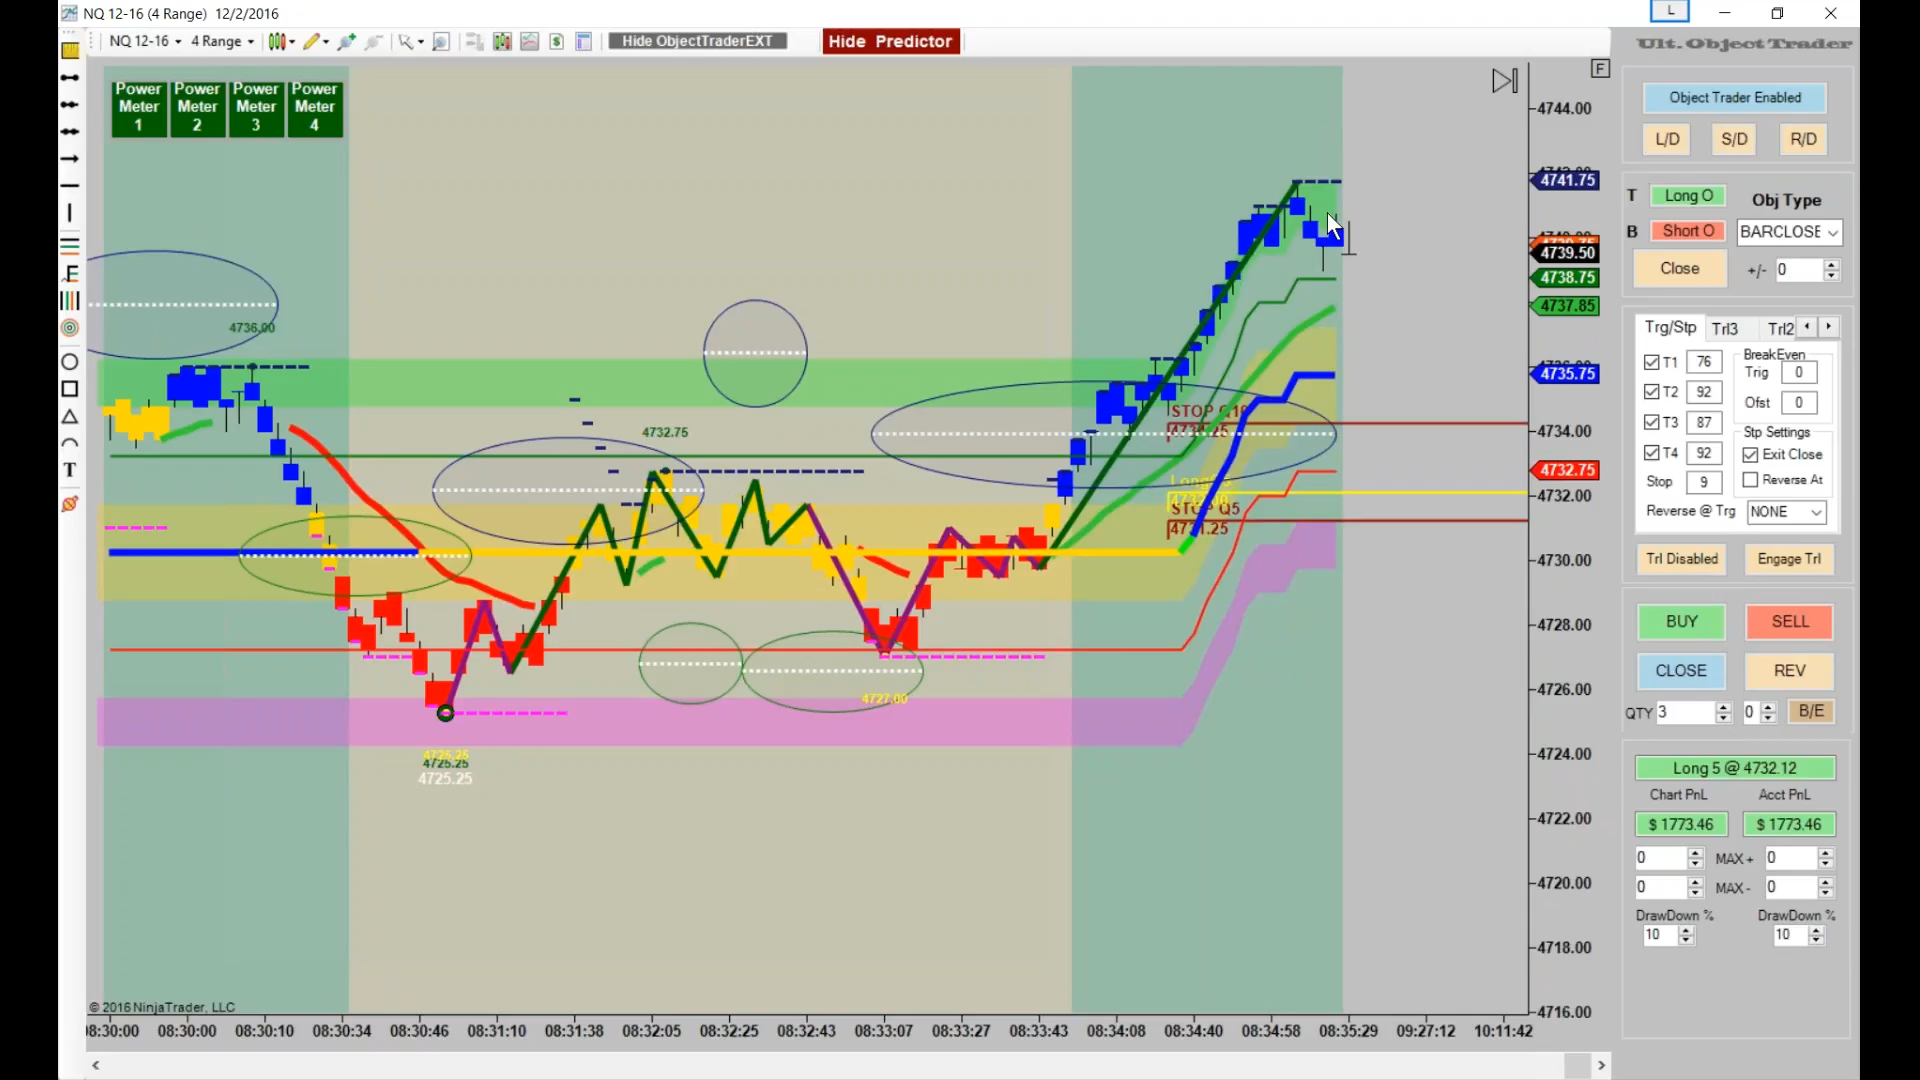 NQ 12-16 (4 Range) 12/2/2016
L
NQ 12-16 4 Range Hide ObjectTraderEXT Hide Predictor
Ult. Object Trader
F
Power Meter 1
Power Meter 2
Power Meter 3
Power Meter 4
Object Trader Enabled
L/D S/D R/D
T Long O Obj Type
B Short O BARCLOSE
Close +/- 0
Trg/Stp Trl3 Trl2
T1 76
T2 92
T3 87
T4 92
Stop 9
BreakEven
Trig 0
Ofst 0
Stp Settings
Exit Close
Reverse At
Reverse @ Trg NONE
Trl Disabled Engage Trl
BUY SELL
CLOSE REV
QTY 3 0 B/E
Long 5 @ 4732.12
Chart PnL Acct PnL
$ 1773.46 $ 1773.46
0 MAX + 0
0 MAX - 0
DrawDown % DrawDown %
10 10
4744.00
4741.75
4739.50
4738.75
4737.85
4735.75
4734.00
4732.75
4732.00
4730.00
4728.00
4726.00
4724.00
4722.00
4720.00
4718.00
4716.00
4736.00
4732.75
STOP Q5
4731.25
4727.00
4725.25
4725.25
4725.25
© 2016 NinjaTrader, LLC
08:30:00 08:30:10 08:30:34 08:30:46 08:31:10 08:31:38 08:32:05 08:32:25 08:32:43 08:33:07 08:33:27 08:33:43 08:34:08 08:34:40 08:34:58 08:35:29 09:27:12 10:11:42